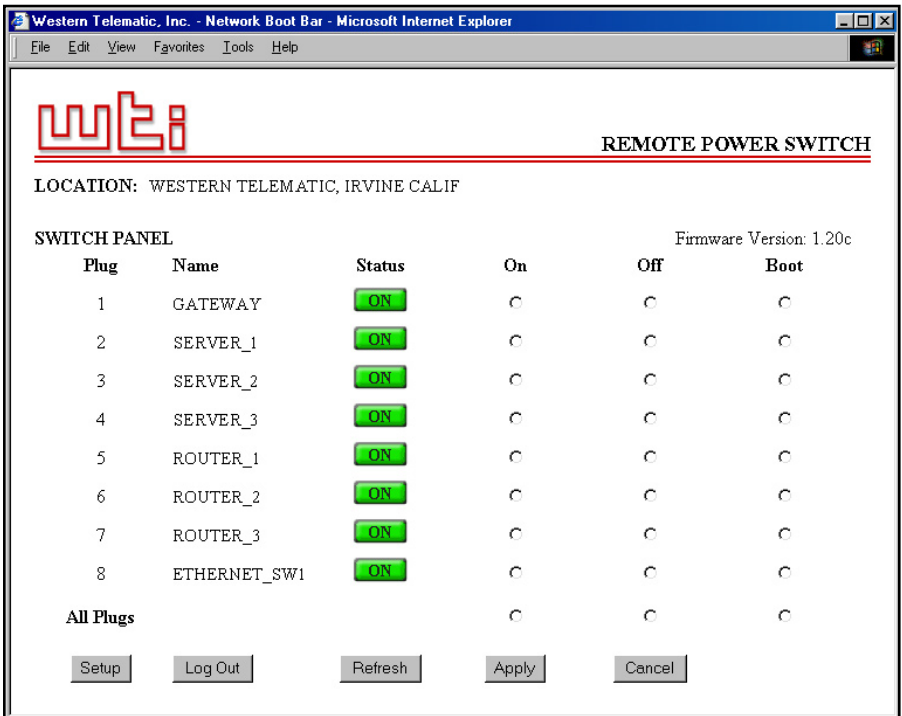 Western Telematic, Inc. - Network Boot Bar - Microsoft Internet Explorer
File Edit View Favorites Tools Help
wti
REMOTE POWER SWITCH
LOCATION: WESTERN TELEMATIC, IRVINE CALIF
SWITCH PANEL Firmware Version: 1.20c
Plug Name Status On Off Boot
1 GATEWAY ON
2 SERVER_1 ON
3 SERVER_2 ON
4 SERVER_3 ON
5 ROUTER_1 ON
6 ROUTER_2 ON
7 ROUTER_3 ON
8 ETHERNET_SW1 ON
All Plugs
Setup Log Out Refresh Apply Cancel